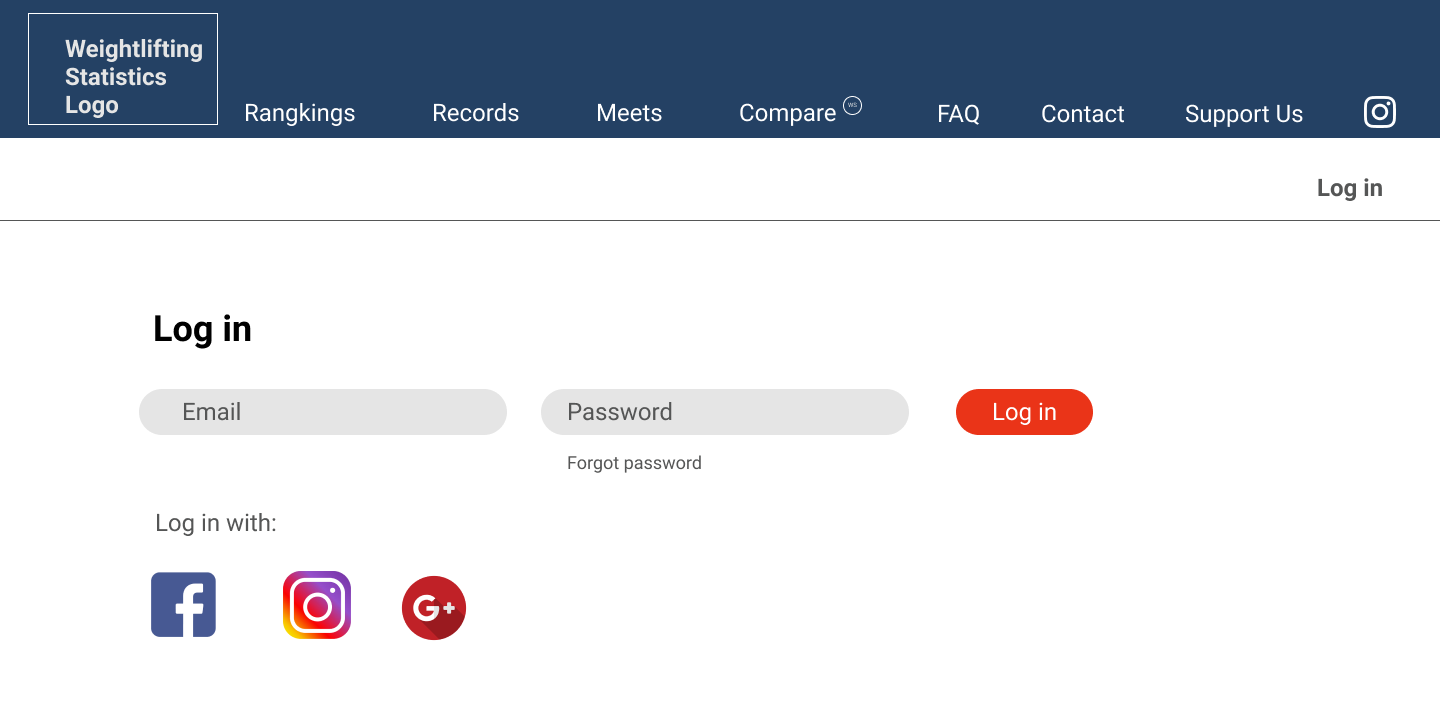 Weightlifting
Statistics
Logo
Rangkings Records Meets Compare WS FAQ Contact Support Us
Log in
Log in
Email Password Log in
Forgot password
Log in with:
f G+